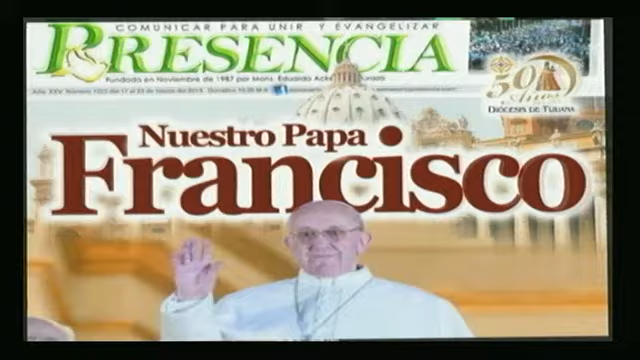 COMUNICAR PARA UNIR Y EVANGELIZAR
PRESENCIA
Fundada en Noviembre de 1987 por Mons.
50
Años
DIÓCESIS DE TIJUANA
Nuestro Papa
Francisco